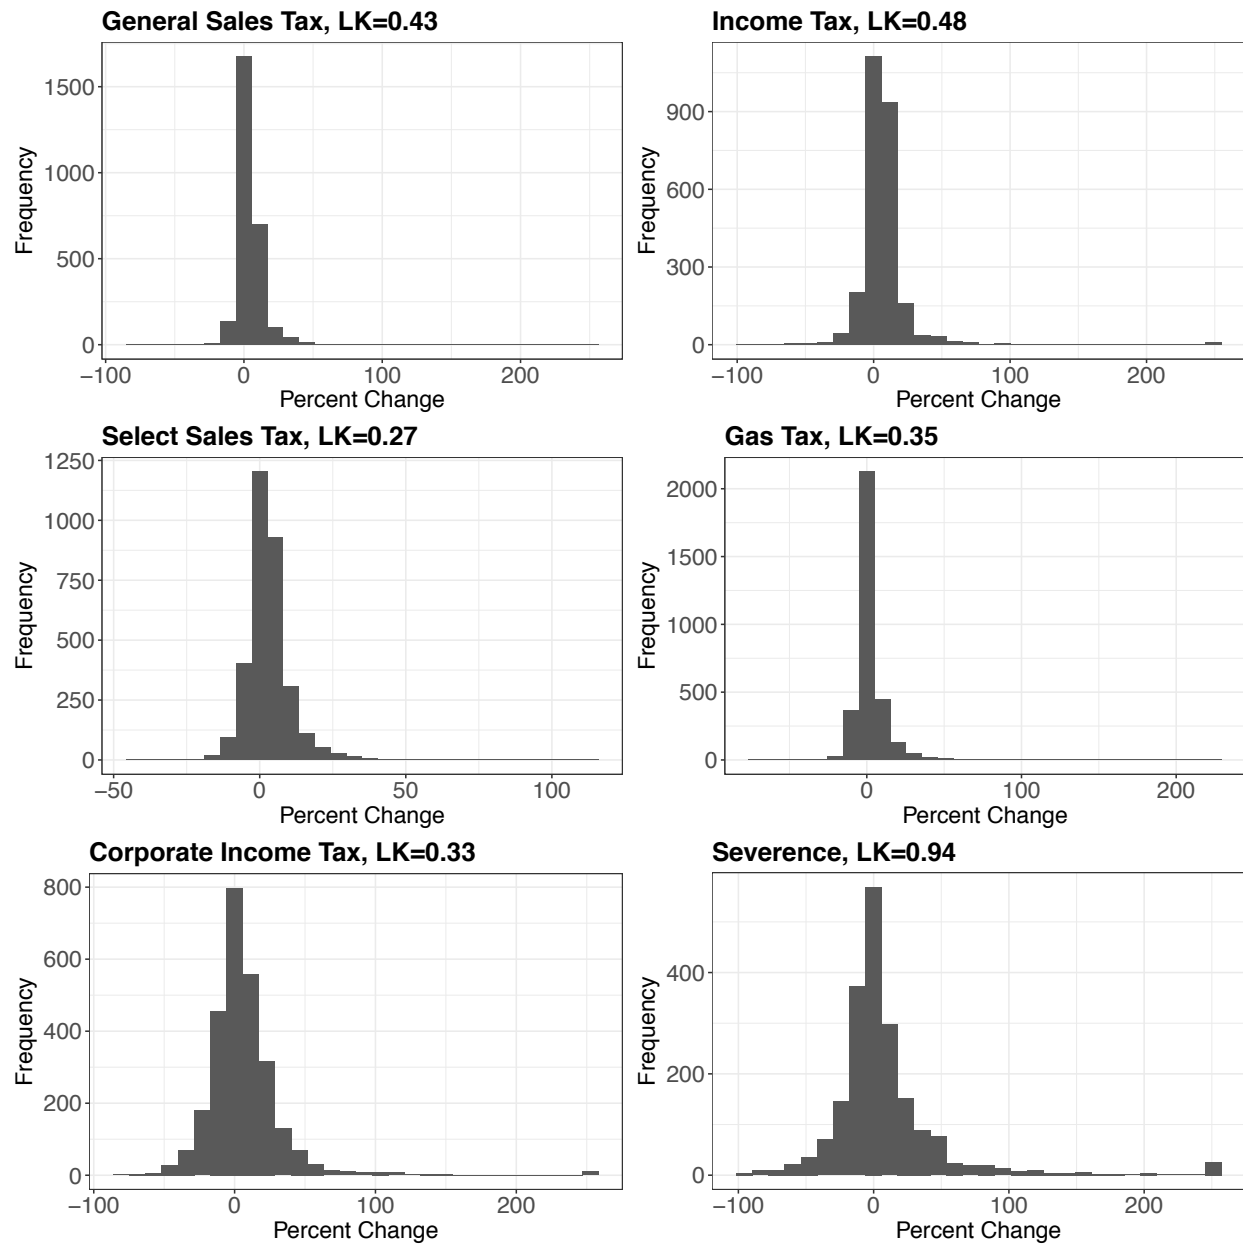 General Sales Tax, LK=0.43
1500
1000
500
0
Frequency
−100
0
100
200
Percent Change
Income Tax, LK=0.48
900
600
300
0
Frequency
−100
0
100
200
Percent Change
Select Sales Tax, LK=0.27
1250
1000
750
500
250
0
Frequency
−50
0
50
100
Percent Change
Gas Tax, LK=0.35
2000
1500
1000
500
0
Frequency
0
100
200
Percent Change
Corporate Income Tax, LK=0.33
800
600
400
200
0
Frequency
−100
0
100
200
Percent Change
Severence, LK=0.94
400
200
0
Frequency
−100
0
100
200
Percent Change